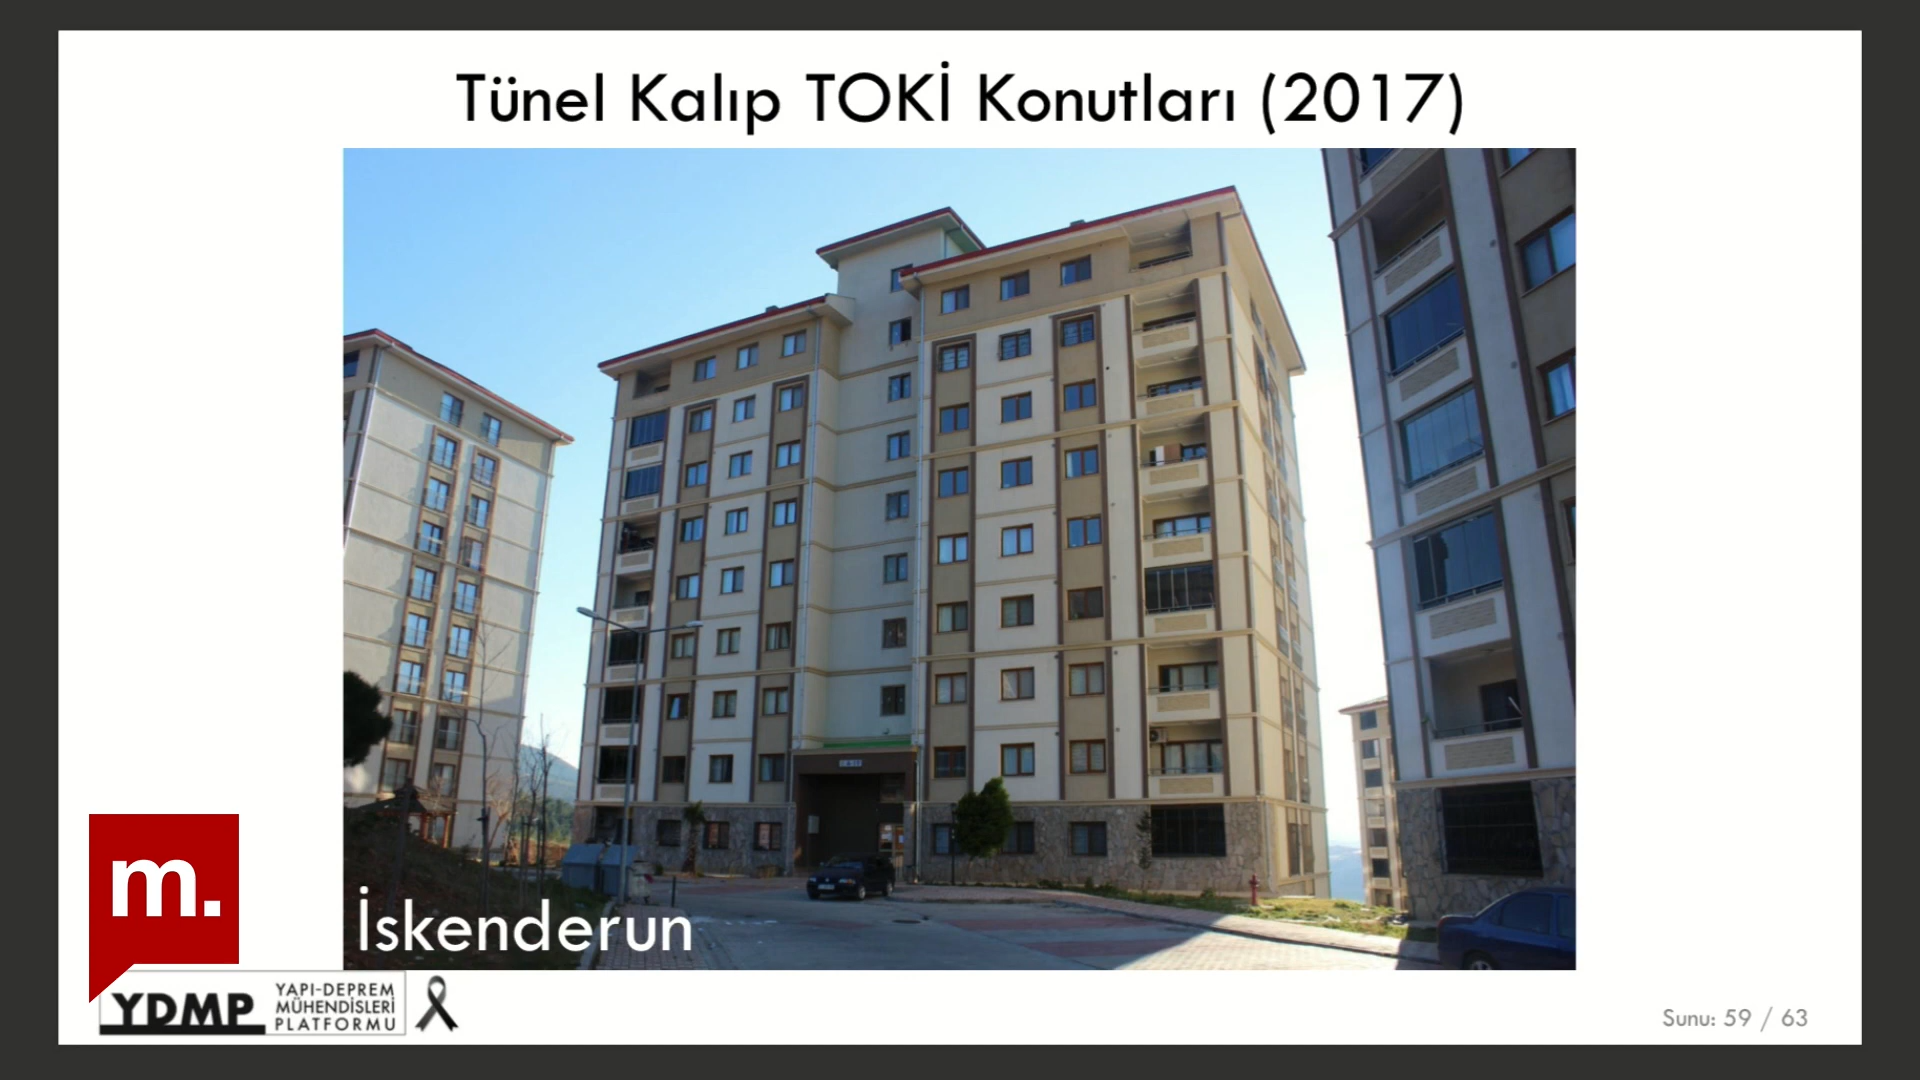 Tünel Kalıp TOKİ Konutları (2017)
İskenderun
m.
YDMP
YAPI-DEPREM
MÜHENDİSLERİ
PLATFORMU
Sunu: 59 / 63